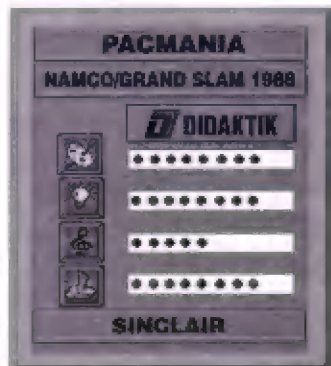 PACMANIA
NAMCO/GRAND SLAM 1988
DIDAKTIK
SINCLAIR